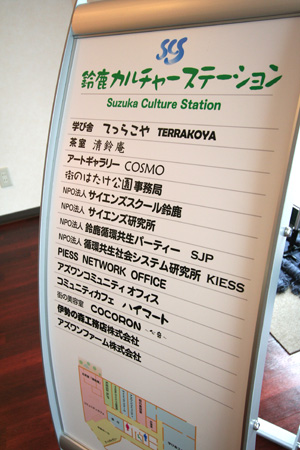 SCS
鈴鹿カルチャーステーション
Suzuka Culture Station
学び舎 てらこや TERRAKOYA
茶室 清鈴庵
アートギャラリー COSMO
街のはたけ公園事務局
NPO法人 サイエンズスクール鈴鹿
NPO法人 サイエンズ研究所
NPO法人 鈴鹿循環共生パーティー SJP
NPO法人 循環共生社会システム研究所 KIESS
PIESS NETWORK OFFICE
アズワンコミュニティ オフィス
コミュニティカフェ ハイマート
街の美容室 COCORON
伊勢の森工務店株式会社
アズワンファーム株式会社